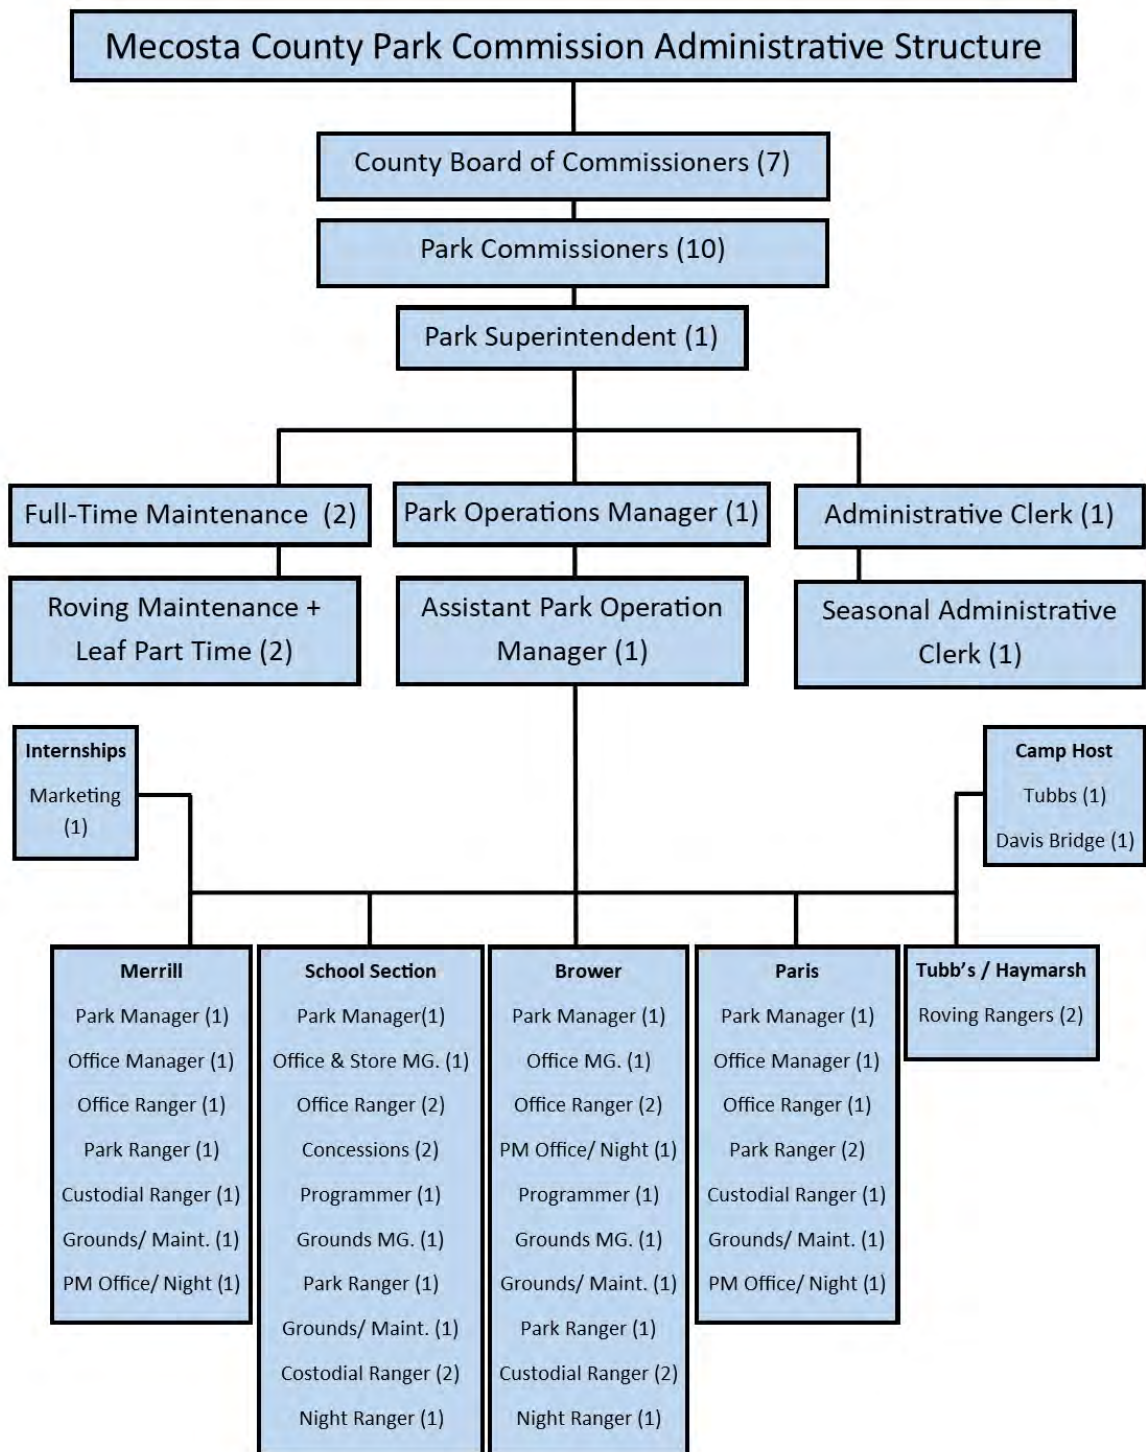 Mecosta County Park Commission Administrative Structure
County Board of Commissioners (7)
Park Commissioners (10)
Park Superintendent (1)
Full-Time Maintenance (2)
Park Operations Manager (1)
Administrative Clerk (1)
Roving Maintenance +
Leaf Part Time (2)
Assistant Park Operation
Manager (1)
Seasonal Administrative
Clerk (1)
Internships
Marketing
(1)
Camp Host
Tubbs (1)
Davis Bridge (1)
Merrill
Park Manager (1)
Office Manager (1)
Office Ranger (1)
Park Ranger (1)
Custodial Ranger (1)
Grounds/ Maint. (1)
PM Office/ Night (1)
School Section
Park Manager(1)
Office & Store MG. (1)
Office Ranger (2)
Concessions (2)
Programmer (1)
Grounds MG. (1)
Park Ranger (1)
Grounds/ Maint. (1)
Costodial Ranger (2)
Night Ranger (1)
Brower
Park Manager (1)
Office MG. (1)
Office Ranger (2)
PM Office/ Night (1)
Programmer (1)
Grounds MG. (1)
Grounds/ Maint. (1)
Park Ranger (1)
Custodial Ranger (2)
Night Ranger (1)
Paris
Park Manager (1)
Office Manager (1)
Office Ranger (1)
Park Ranger (2)
Custodial Ranger (1)
Grounds/ Maint. (1)
PM Office/ Night (1)
Tubb's / Haymarsh
Roving Rangers (2)